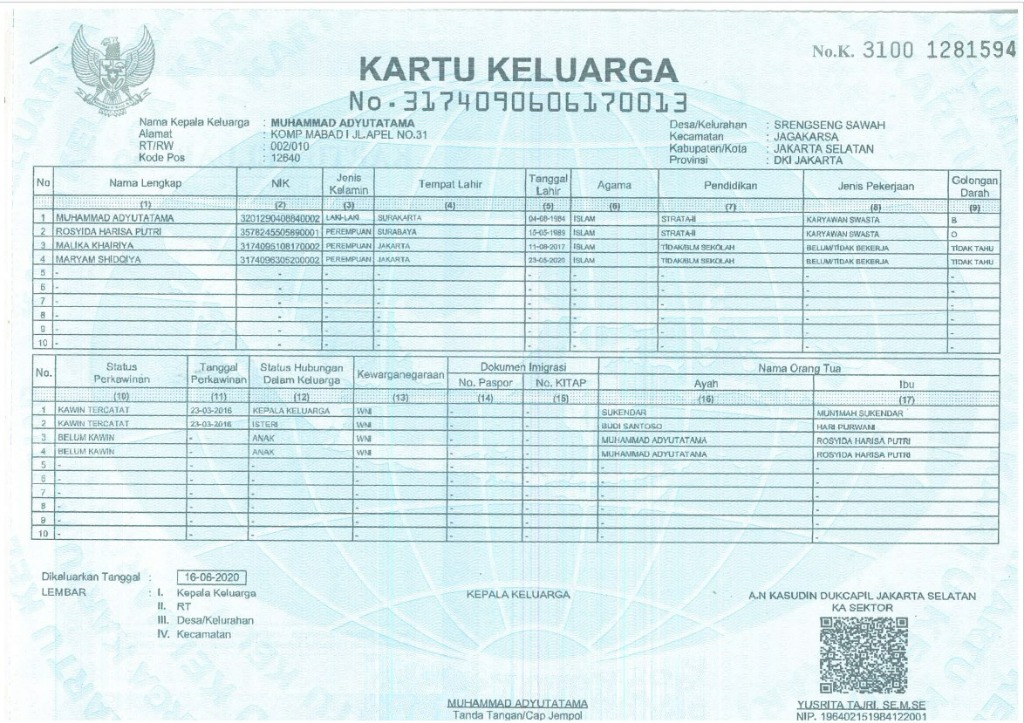 No.K. 3100 1281594
KARTU KELUARGA
No.3174090606170013
Nama Kepala Keluarga : MUHAMMAD ADYUTATAMA
Alamat : KOMP MABAD I JL.APEL NO.31
RT/RW : 002/010
Kode Pos : 12640
Desa/Kelurahan : SRENGSENG SAWAH
Kecamatan : JAGAKARSA
Kabupaten/Kota : JAKARTA SELATAN
Provinsi : DKI JAKARTA
No Nama Lengkap NIK Jenis Kelamin Tempat Lahir Tanggal Lahir Agama Pendidikan Jenis Pekerjaan Golongan Darah
(1) (2) (3) (4) (5) (6) (7) (8) (9)
1 MUHAMMAD ADYUTATAMA 3201290408840002 LAKI-LAKI SURAKARTA 04-08-1984 ISLAM STRATA-II KARYAWAN SWASTA B
2 ROSYIDA HARISA PUTRI 3578245505890001 PEREMPUAN SURABAYA 15-05-1989 ISLAM STRATA-II KARYAWAN SWASTA O
3 MALIKA KHAIRIYA 3174095108170002 PEREMPUAN JAKARTA 11-08-2017 ISLAM TIDAK/BLM SEKOLAH BELUM/TIDAK BEKERJA TIDAK TAHU
4 MARYAM SHIDQIYA 3174096305200002 PEREMPUAN JAKARTA 23-05-2020 ISLAM TIDAK/BLM SEKOLAH BELUM/TIDAK BEKERJA TIDAK TAHU
5 - - - - - - - - -
6 - - - - - - - - -
7 - - - - - - - - -
8 - - - - - - - - -
9 - - - - - - - - -
10 - - - - - - - - -
No. Status Perkawinan Tanggal Perkawinan Status Hubungan Dalam Keluarga Kewarganegaraan Dokumen Imigrasi Nama Orang Tua
No. Paspor No. KITAP Ayah Ibu
(10) (11) (12) (13) (14) (15) (16) (17)
1 KAWIN TERCATAT 23-03-2016 KEPALA KELUARGA WNI - - SUKENDAR MUNIMAH SUKENDAR
2 KAWIN TERCATAT 23-03-2016 ISTERI WNI - - BUDI SANTOSO HARI PURWANI
3 BELUM KAWIN - ANAK WNI - - MUHAMMAD ADYUTATAMA ROSYIDA HARISA PUTRI
4 BELUM KAWIN - ANAK WNI - - MUHAMMAD ADYUTATAMA ROSYIDA HARISA PUTRI
5 - - - - - - - -
6 - - - - - - - -
7 - - - - - - - -
8 - - - - - - - -
9 - - - - - - - -
10 - - - - - - - -
Dikeluarkan Tanggal : 16-06-2020
LEMBAR : I. Kepala Keluarga
II. RT
III. Desa/Kelurahan
IV. Kecamatan
KEPALA KELUARGA
MUHAMMAD ADYUTATAMA
Tanda Tangan/Cap Jempol
A.N KASUDIN DUKCAPIL JAKARTA SELATAN
KA SEKTOR
YUSRITA TAJRI, SE.M.SE
NIP. 196402151984122001